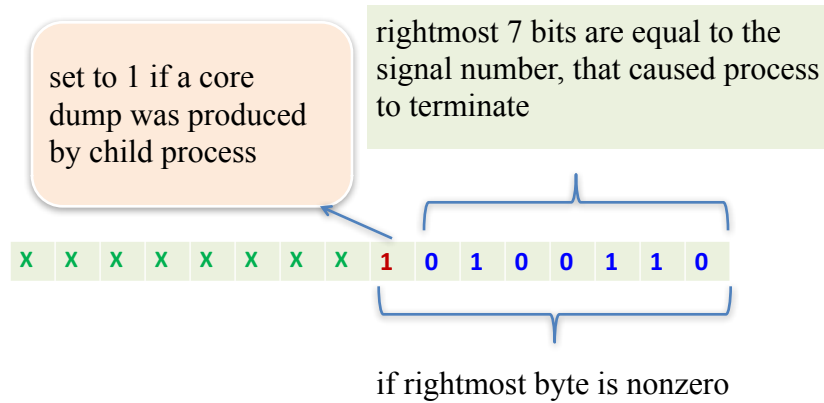 rightmost 7 bits are equal to the
signal number, that caused process
to terminate
set to 1 if a core
dump was produced
by child process
X X X X X X X X 1 0 1 0 0 1 1 0
if rightmost byte is nonzero